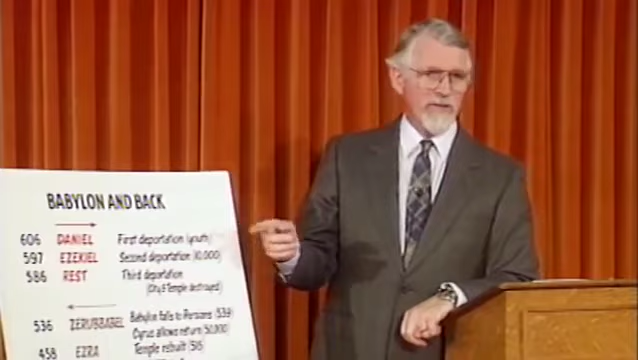 BABYLON AND BACK
606 DANIEL First deportation (youth)
597 EZEKIEL Second deportation (10,000)
586 REST Third deportation
(City & Temple destroyed)
536 ZERUBBABEL Babylon falls to Persians (539)
Cyrus allows return 50,000
Temple rebuilt (516)
458 EZRA